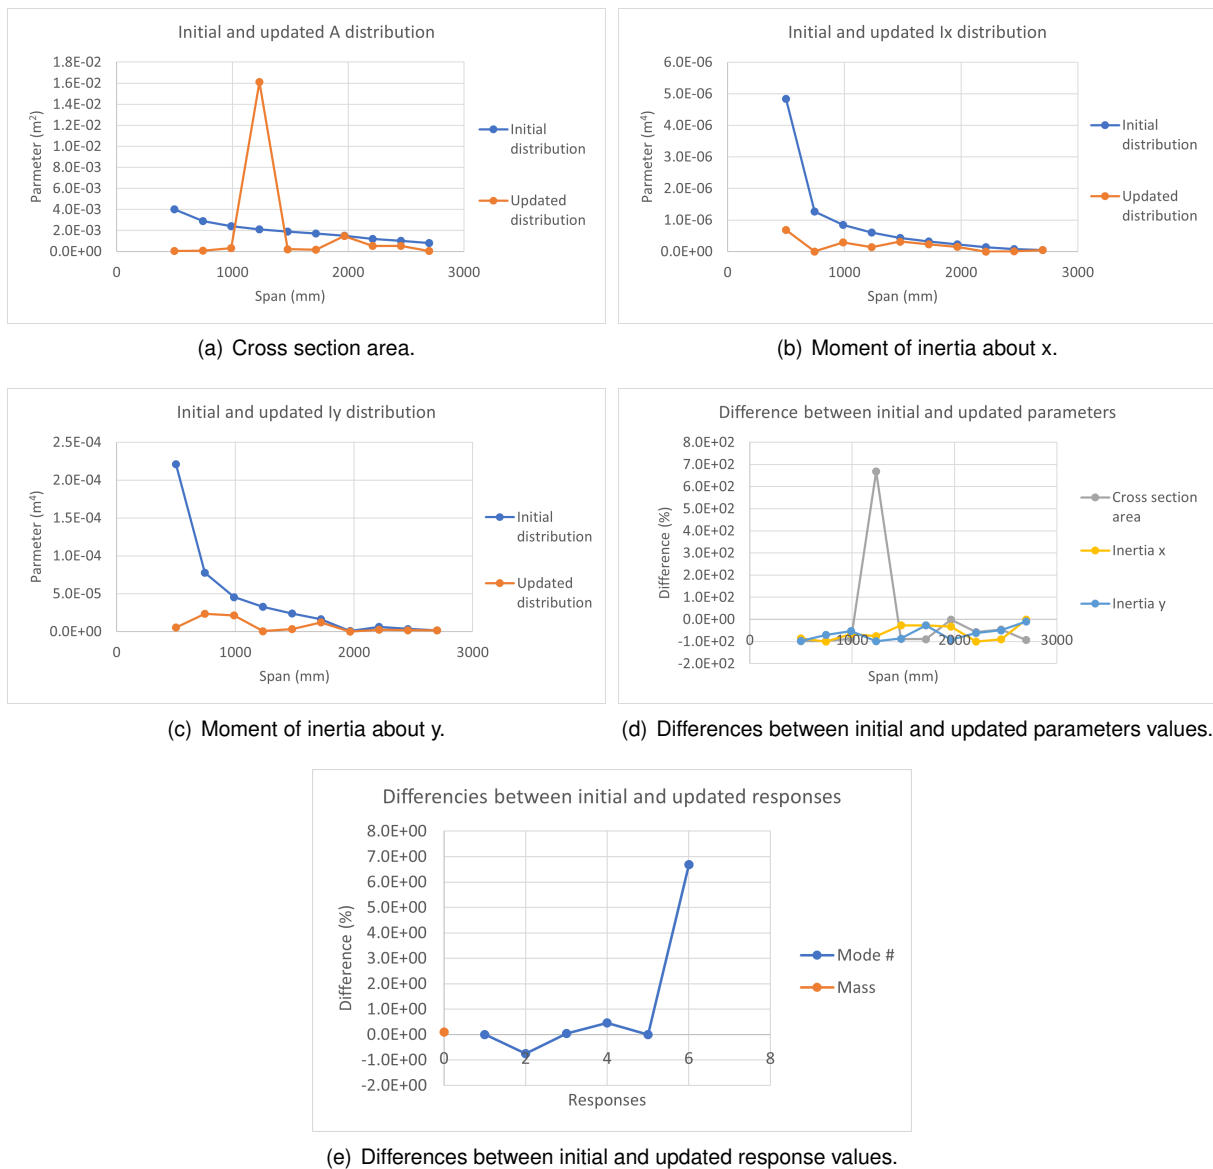 Initial and updated A distribution
1.8E-02
1.6E-02
1.4E-02
1.2E-02
1.0E-02
8.0E-03
6.0E-03
4.0E-03
2.0E-03
0.0E+00
Parmeter (m²)
0 1000 2000 3000
Span (mm)
Initial
distribution
Updated
distribution
(a) Cross section area.
Initial and updated Ix distribution
6.0E-06
5.0E-06
4.0E-06
3.0E-06
2.0E-06
1.0E-06
0.0E+00
Parmeter (m⁴)
0 1000 2000 3000
Span (mm)
Initial
distribution
Updated
distribution
(b) Moment of inertia about x.
Initial and updated Iy distribution
2.5E-04
2.0E-04
1.5E-04
1.0E-04
5.0E-05
0.0E+00
Parmeter (m⁴)
0 1000 2000 3000
Span (mm)
Initial
distribution
Updated
distribution
(c) Moment of inertia about y.
Difference between initial and updated parameters
8.0E+02
7.0E+02
6.0E+02
5.0E+02
4.0E+02
3.0E+02
2.0E+02
1.0E+02
0.0E+00
-1.0E+02
-2.0E+02
Difference (%)
0 1000 2000 3000
Span (mm)
Cross section
area
Inertia x
Inertia y
(d) Differences between initial and updated parameters values.
Differencies between initial and updated responses
8.0E+00
7.0E+00
6.0E+00
5.0E+00
4.0E+00
3.0E+00
2.0E+00
1.0E+00
0.0E+00
-1.0E+00
-2.0E+00
Difference (%)
0 2 4 6 8
Responses
Mode #
Mass
(e) Differences between initial and updated response values.